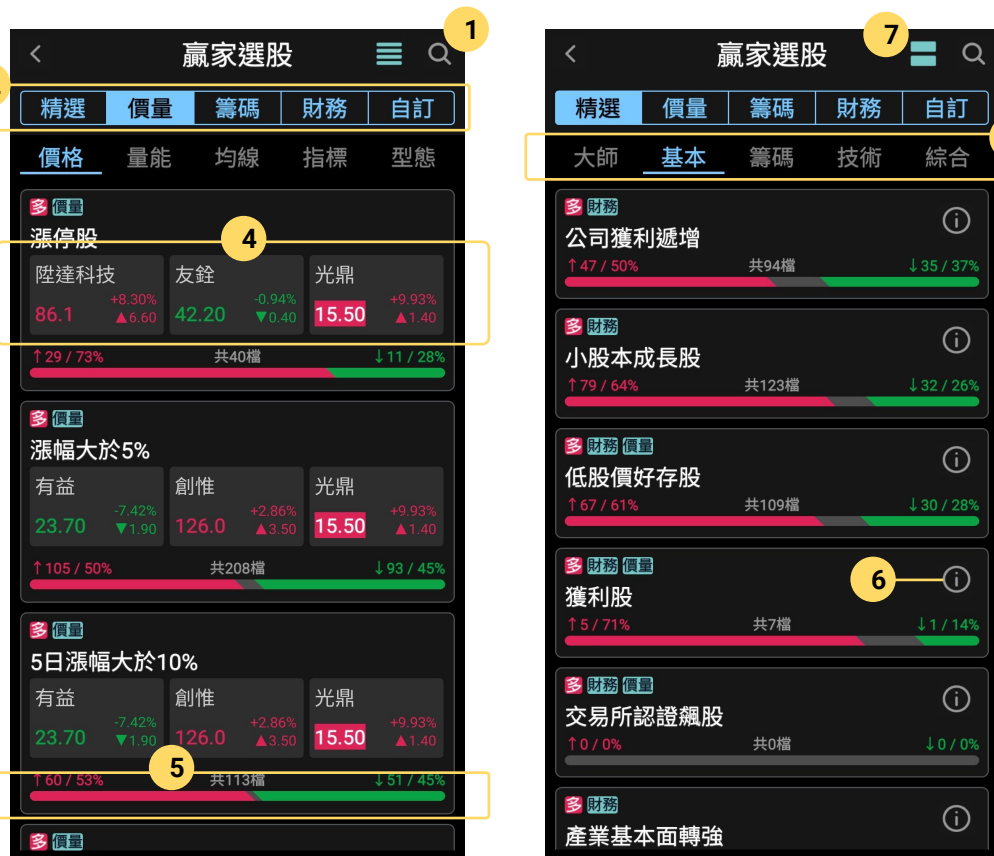 1
贏家選股
精選 價量 籌碼 財務 自訂
價格 量能 均線 指標 型態
多 價量
漲停股
4
陞達科技 友銓 光鼎
86.1 +8.30% ▲6.60 42.20 -0.94% ▼0.40 15.50 +9.93% ▲1.40
↑29 / 73% 共40檔 ↓11 / 28%
多 價量
漲幅大於5%
有益 創惟 光鼎
23.70 -7.42% ▼1.90 126.0 +2.86% ▲3.50 15.50 +9.93% ▲1.40
↑105 / 50% 共208檔 ↓93 / 45%
多 價量
5日漲幅大於10%
有益 創惟 光鼎
23.70 -7.42% ▼1.90 126.0 +2.86% ▲3.50 15.50 +9.93% ▲1.40
5
↑60 / 53% 共113檔 ↓51 / 45%
多 價量
7
贏家選股
精選 價量 籌碼 財務 自訂
大師 基本 籌碼 技術 綜合
多 財務
公司獲利遞增
↑47 / 50% 共94檔 ↓35 / 37%
多 財務
小股本成長股
↑79 / 64% 共123檔 ↓32 / 26%
多 財務 價量
低股價好存股
↑67 / 61% 共109檔 ↓30 / 28%
多 財務 價量
獲利股
6
↑5 / 71% 共7檔 ↓1 / 14%
多 財務 價量
交易所認證飆股
↑0 / 0% 共0檔 ↓0 / 0%
多 財務
產業基本面轉強